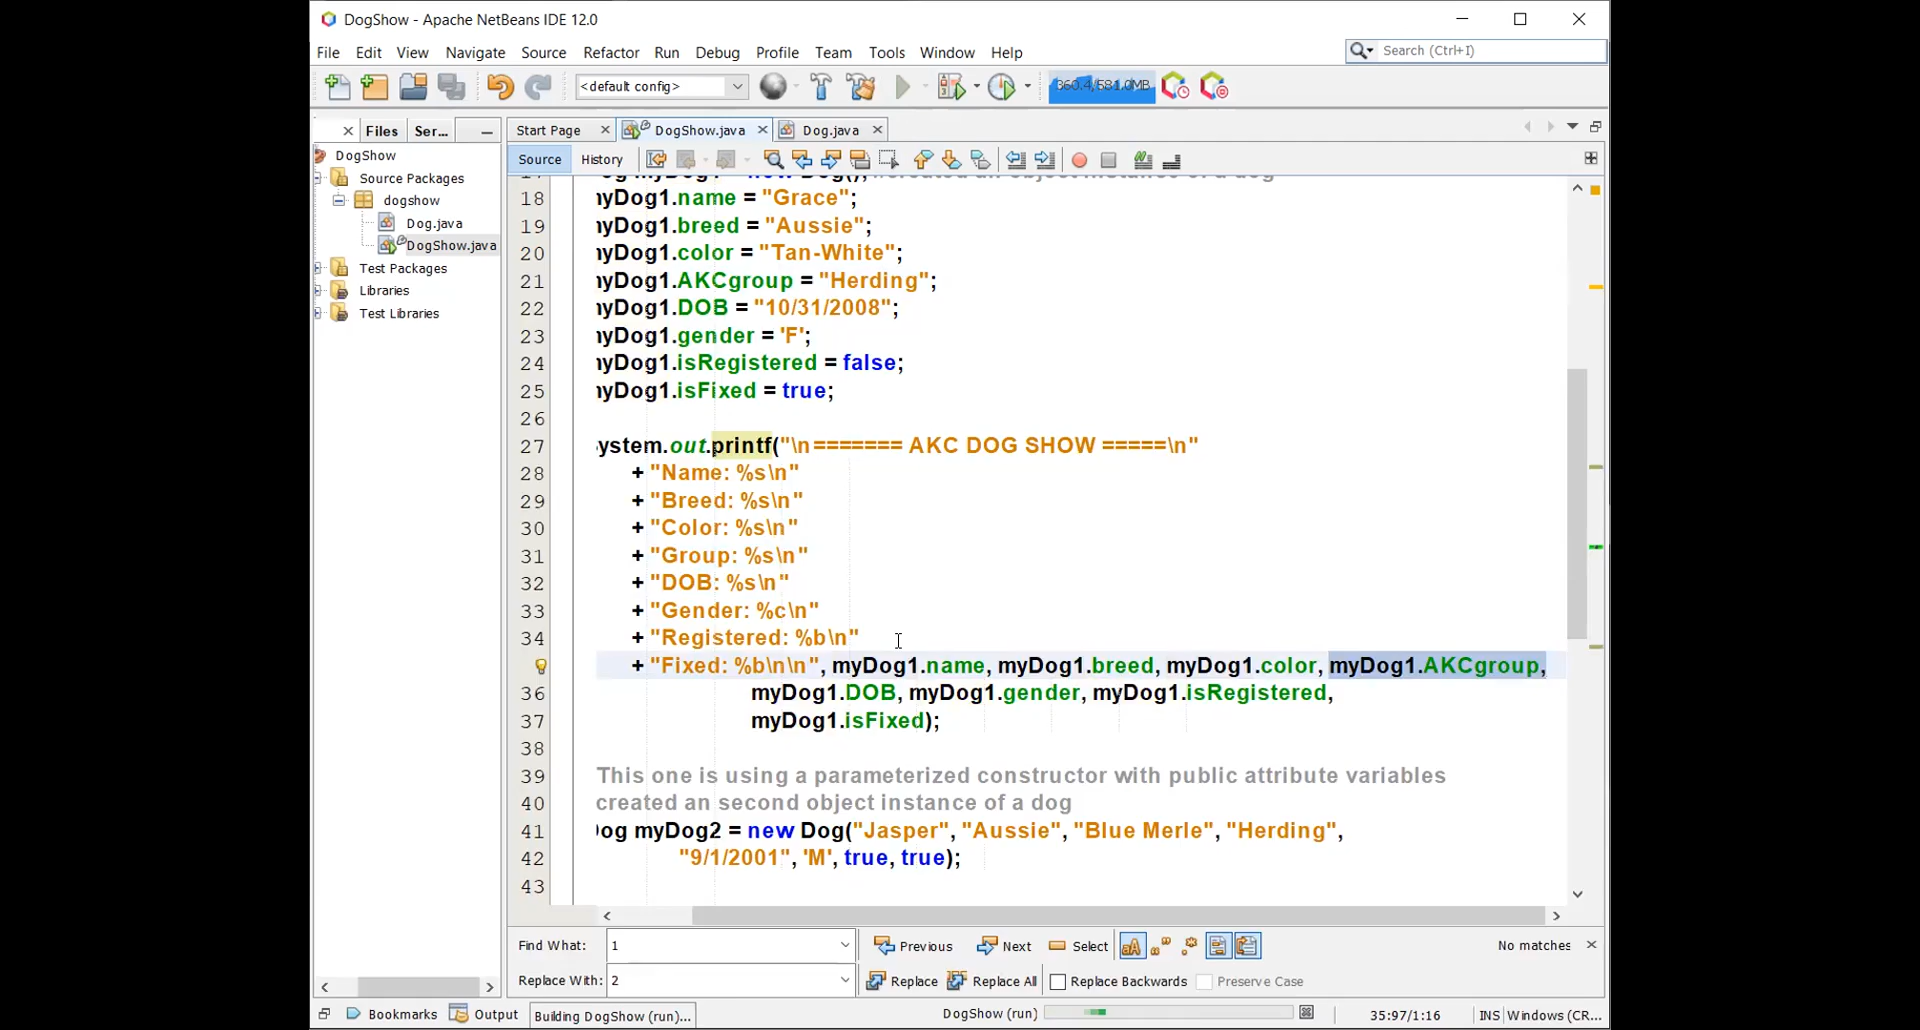 DogShow - Apache NetBeans IDE 12.0
File Edit View Navigate Source Refactor Run Debug Profile Team Tools Window Help
Search (Ctrl+I)
<default config>
360.4/581.0MB
Files Ser...
Start Page DogShow.java Dog.java
Source History
DogShow
Source Packages
dogshow
Dog.java
DogShow.java
Test Packages
Libraries
Test Libraries
18 myDog1.name = "Grace";
19 myDog1.breed = "Aussie";
20 myDog1.color = "Tan-White";
21 myDog1.AKCgroup = "Herding";
22 myDog1.DOB = "10/31/2008";
23 myDog1.gender = 'F';
24 myDog1.isRegistered = false;
25 myDog1.isFixed = true;
26
27 ystem.out.printf("\n======= AKC DOG SHOW =====\n"
28 + "Name: %s\n"
29 + "Breed: %s\n"
30 + "Color: %s\n"
31 + "Group: %s\n"
32 + "DOB: %s\n"
33 + "Gender: %c\n"
34 + "Registered: %b\n"
+ "Fixed: %b\n\n", myDog1.name, myDog1.breed, myDog1.color, myDog1.AKCgroup,
36 myDog1.DOB, myDog1.gender, myDog1.isRegistered,
37 myDog1.isFixed);
38
39 This one is using a parameterized constructor with public attribute variables
40 created an second object instance of a dog
41 Dog myDog2 = new Dog("Jasper", "Aussie", "Blue Merle", "Herding",
42 "9/1/2001", 'M', true, true);
43
Find What: 1 Previous Next Select No matches
Replace With: 2 Replace Replace All Replace Backwards Preserve Case
Bookmarks Output Building DogShow (run)... DogShow (run) 35:97/1:16 INS Windows (CR...